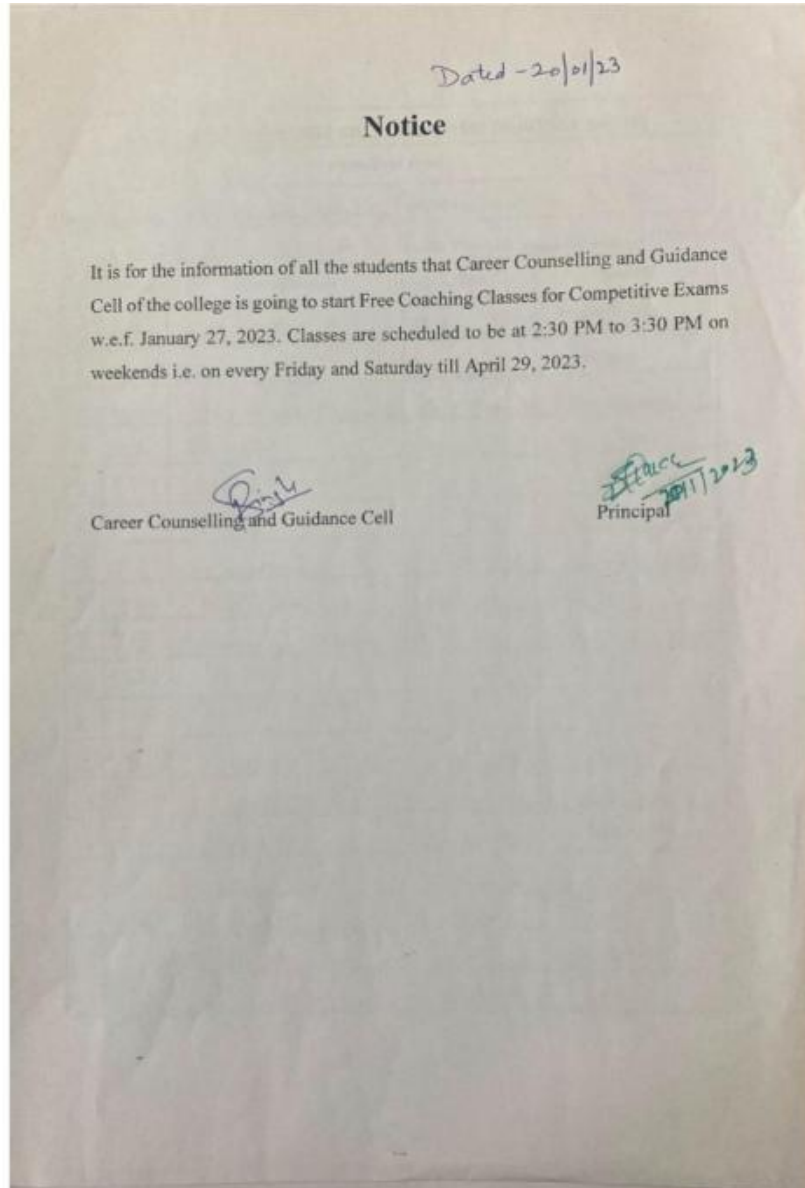 Dated - 20/01/23
Notice
It is for the information of all the students that Career Counselling and Guidance
Cell of the college is going to start Free Coaching Classes for Competitive Exams
w.e.f. January 27, 2023. Classes are scheduled to be at 2:30 PM to 3:30 PM on
weekends i.e. on every Friday and Saturday till April 29, 2023.
20/1/2023
Career Counselling and Guidance Cell Principal